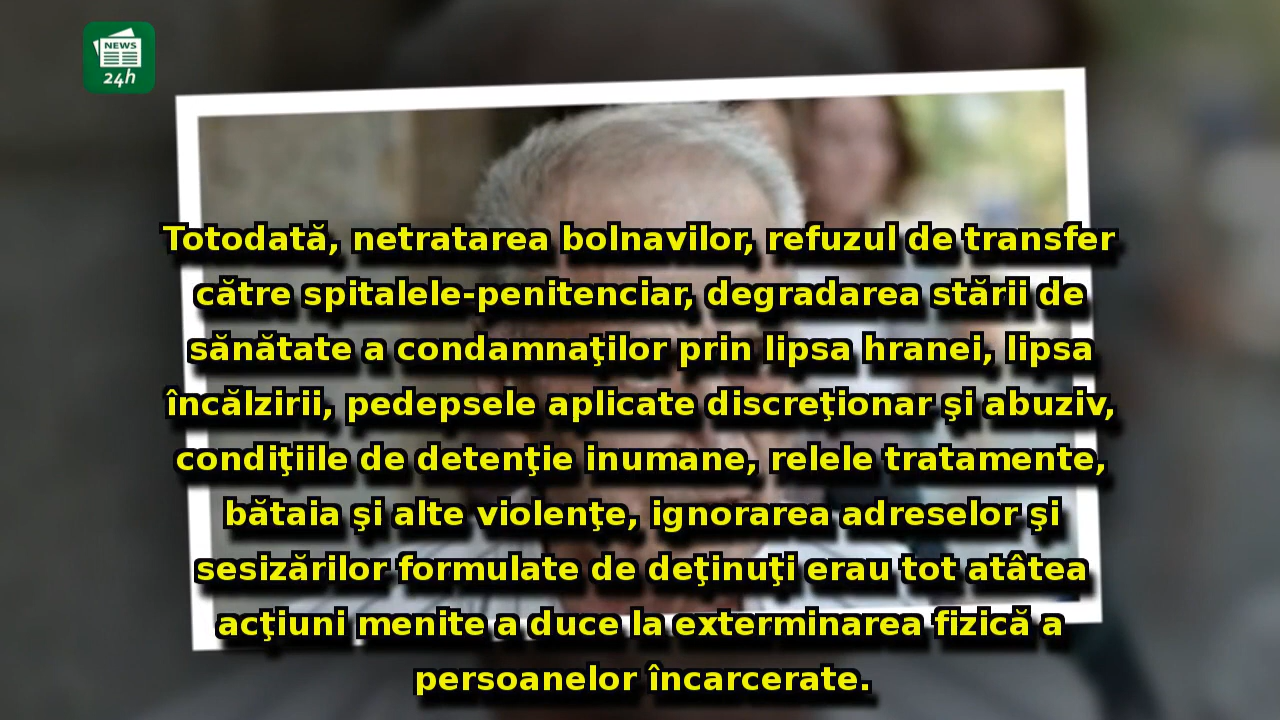 NEWS
24h
Totodată, netratarea bolnavilor, refuzul de transfer
către spitalele-penitenciar, degradarea stării de
sănătate a condamnaţilor prin lipsa hranei, lipsa
încălzirii, pedepsele aplicate discreţionar şi abuziv,
condiţiile de detenţie inumane, relele tratamente,
bătaia şi alte violenţe, ignorarea adreselor şi
sesizărilor formulate de deţinuţi erau tot atâtea
acţiuni menite a duce la exterminarea fizică a
persoanelor încarcerate.